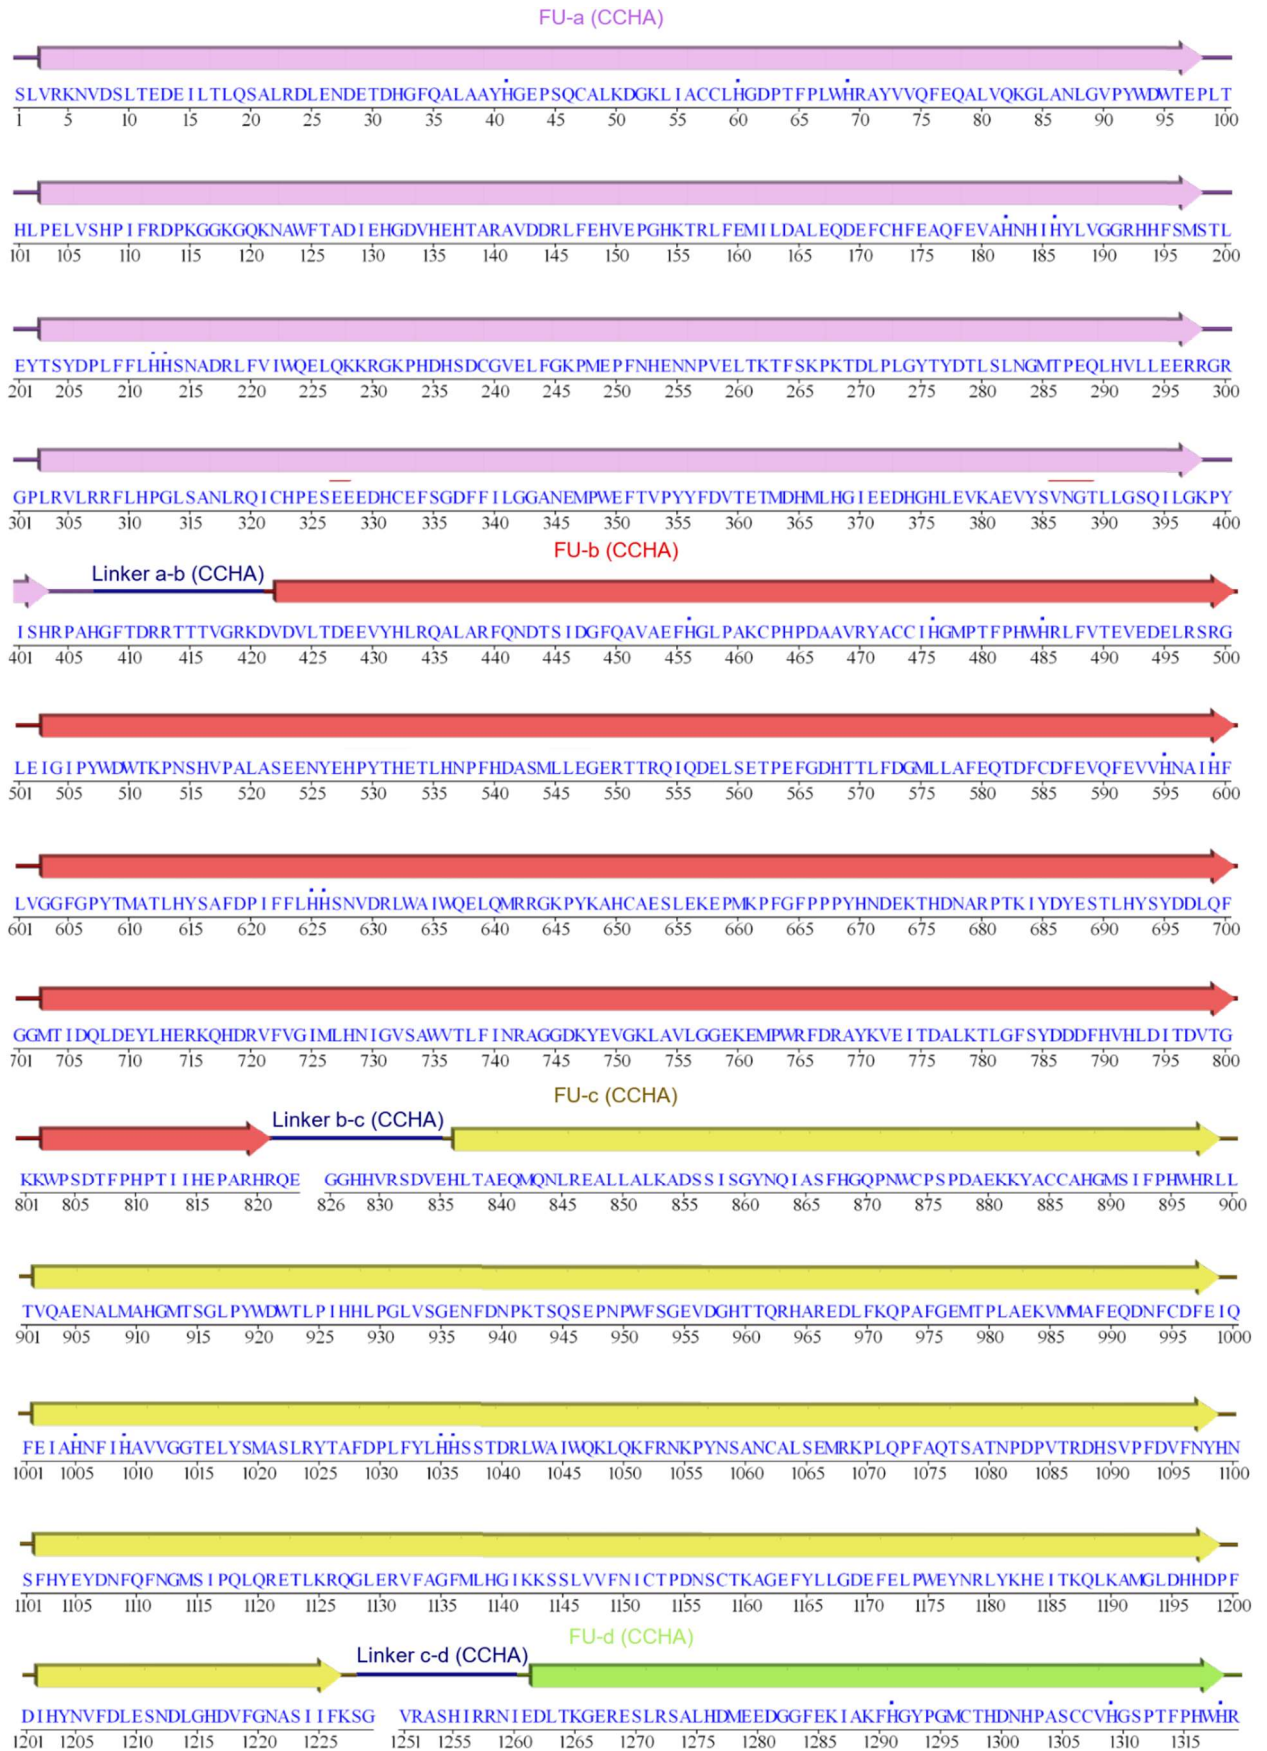 FU-a (CCHA)
SLVRKNVDSLTEDEILTLQSALRDLENDETDHGFQALAAYHGEPSQCALKDGKLIACCLHGDPTFPLWHRAYVVQFEQALVQKGLANLGVPYWDWTEPLT
1 5 10 15 20 25 30 35 40 45 50 55 60 65 70 75 80 85 90 95 100
HLPELVSHPIFRDPKGGKGQKNAWFTADIEHGDVHEHTARAVDDRLFEHVEPGHKTRLFEMILDALEQDEFCHFEAQFEVAHNHIHYLVGGRHHFSMSTL
101 105 110 115 120 125 130 135 140 145 150 155 160 165 170 175 180 185 190 195 200
EYTSYDPLFFLHHSNADRLFVIWQELQKKRGKPHDHSDCGVELFGKPMEPFNHENNPVELTKTFSKPKTDLPLGYTYDTLSLNGMTPEQLHVLLEERRGR
201 205 210 215 220 225 230 235 240 245 250 255 260 265 270 275 280 285 290 295 300
GPLRVLRRFLHPGLSANLRQICHPESEEEDHCEFSGDFFILGGANEMPWEFTVPYYFDVTETMDHMLHGIEEDHGHLEVKAEVYSVNGTLLGSQILGKPY
301 305 310 315 320 325 330 335 340 345 350 355 360 365 370 375 380 385 390 395 400
FU-b (CCHA)
Linker a-b (CCHA)
ISHRPAHGFTDRRTTTVGRKDVDVLTDEEVYHLRQALARFQNDTSIDGFQAVAEFHGLPAKCPHPDAAVRYACCIHGMPTFPHWHRLFVTEVEDELRSRG
401 405 410 415 420 425 430 435 440 445 450 455 460 465 470 475 480 485 490 495 500
LEIGIPYWDWTKPNSHVPALASEENYEHPYTHETLHNPFHDASMLLEGERTTRQIQDELSETPEFGDHTTLFDGMLLAFEQTDFCDFEVQFEVVHNAIHF
501 505 510 515 520 525 530 535 540 545 550 555 560 565 570 575 580 585 590 595 600
LVGGFGPYTMATLHYSAFDPIFFLHHSNVDRLWAIWQELQMRRGKPYKAHCAESLEKEPMKPFGFPPPYHNDEKTHDNARPTKIYDYESTLHYSYDDLQF
601 605 610 615 620 625 630 635 640 645 650 655 660 665 670 675 680 685 690 695 700
GGMTIDQLDEYLHERKQHDRVFVGIMLHNIGVSAWVTLFINRAGGDKYEVGKLAVLGGEKEMPWRFDRAYKVEITDALKTLGFSYDDDFHVHLDITDVTG
701 705 710 715 720 725 730 735 740 745 750 755 760 765 770 775 780 785 790 795 800
FU-c (CCHA)
Linker b-c (CCHA)
KKWPSDTFPHPTIIHEPARHRQE GGHHVRSDVEHLTAEQMQNLREALLALKADSSISGYNQIASFHGQPNWCPSPDAEKKYACCAHGMSIFPHWHRLL
801 805 810 815 820 826 830 835 840 845 850 855 860 865 870 875 880 885 890 895 900
TVQAENALMAHGMTSGLPYWDWTLPIHHLPGLVSGENFDNPKTSQSEPNPWFSGEVDGHTTQRHAREDLFKQPAFGEMTPLAEKVMMAFEQDNFCDFEIQ
901 905 910 915 920 925 930 935 940 945 950 955 960 965 970 975 980 985 990 995 1000
FEIAHNFIHAVVGGTELYSMASLRYTAFDPLFYLHHSSTDRLWAIWQKLQKFRNKPYNSANCALSEMRKPLQPFAQTSATNPDPVTRDHSVPFDVFNYHN
1001 1005 1010 1015 1020 1025 1030 1035 1040 1045 1050 1055 1060 1065 1070 1075 1080 1085 1090 1095 1100
SFHYEYDNFQFNGMSIPQLQRETLKRQGLERVFAGFMLHGIKKSSLVVFNICTPDNSCTKAGEFYLLGDEFELPWEYNRLYKHEITKQLKAMGLDHHDPF
1101 1105 1110 1115 1120 1125 1130 1135 1140 1145 1150 1155 1160 1165 1170 1175 1180 1185 1190 1195 1200
FU-d (CCHA)
Linker c-d (CCHA)
DIHYNVFDLESNDLGHDVFGNASIIFKSG VRASHIRRNIEDLTKGERESLRSALHDMEEDGGFEKIAKFHGYPGMCTHDNHPASCCVHGSPTFPHWHR
1201 1205 1210 1215 1220 1225 1251 1255 1260 1265 1270 1275 1280 1285 1290 1295 1300 1305 1310 1315